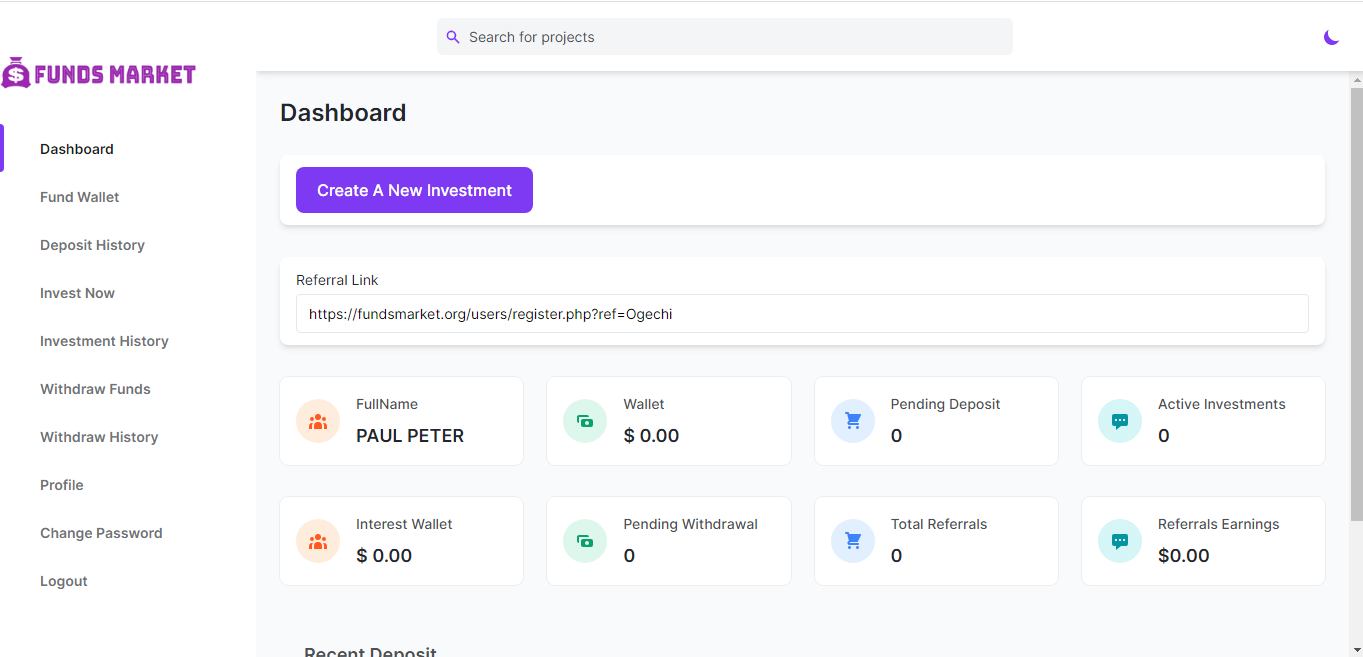 Search for projects
FUNDS MARKET
Dashboard
Fund Wallet
Deposit History
Invest Now
Investment History
Withdraw Funds
Withdraw History
Profile
Change Password
Logout
Dashboard
Create A New Investment
Referral Link
https://fundsmarket.org/users/register.php?ref=Ogechi
FullName
PAUL PETER
Wallet
$ 0.00
Pending Deposit
0
Active Investments
0
Interest Wallet
$ 0.00
Pending Withdrawal
0
Total Referrals
0
Referrals Earnings
$0.00
Recent Deposit